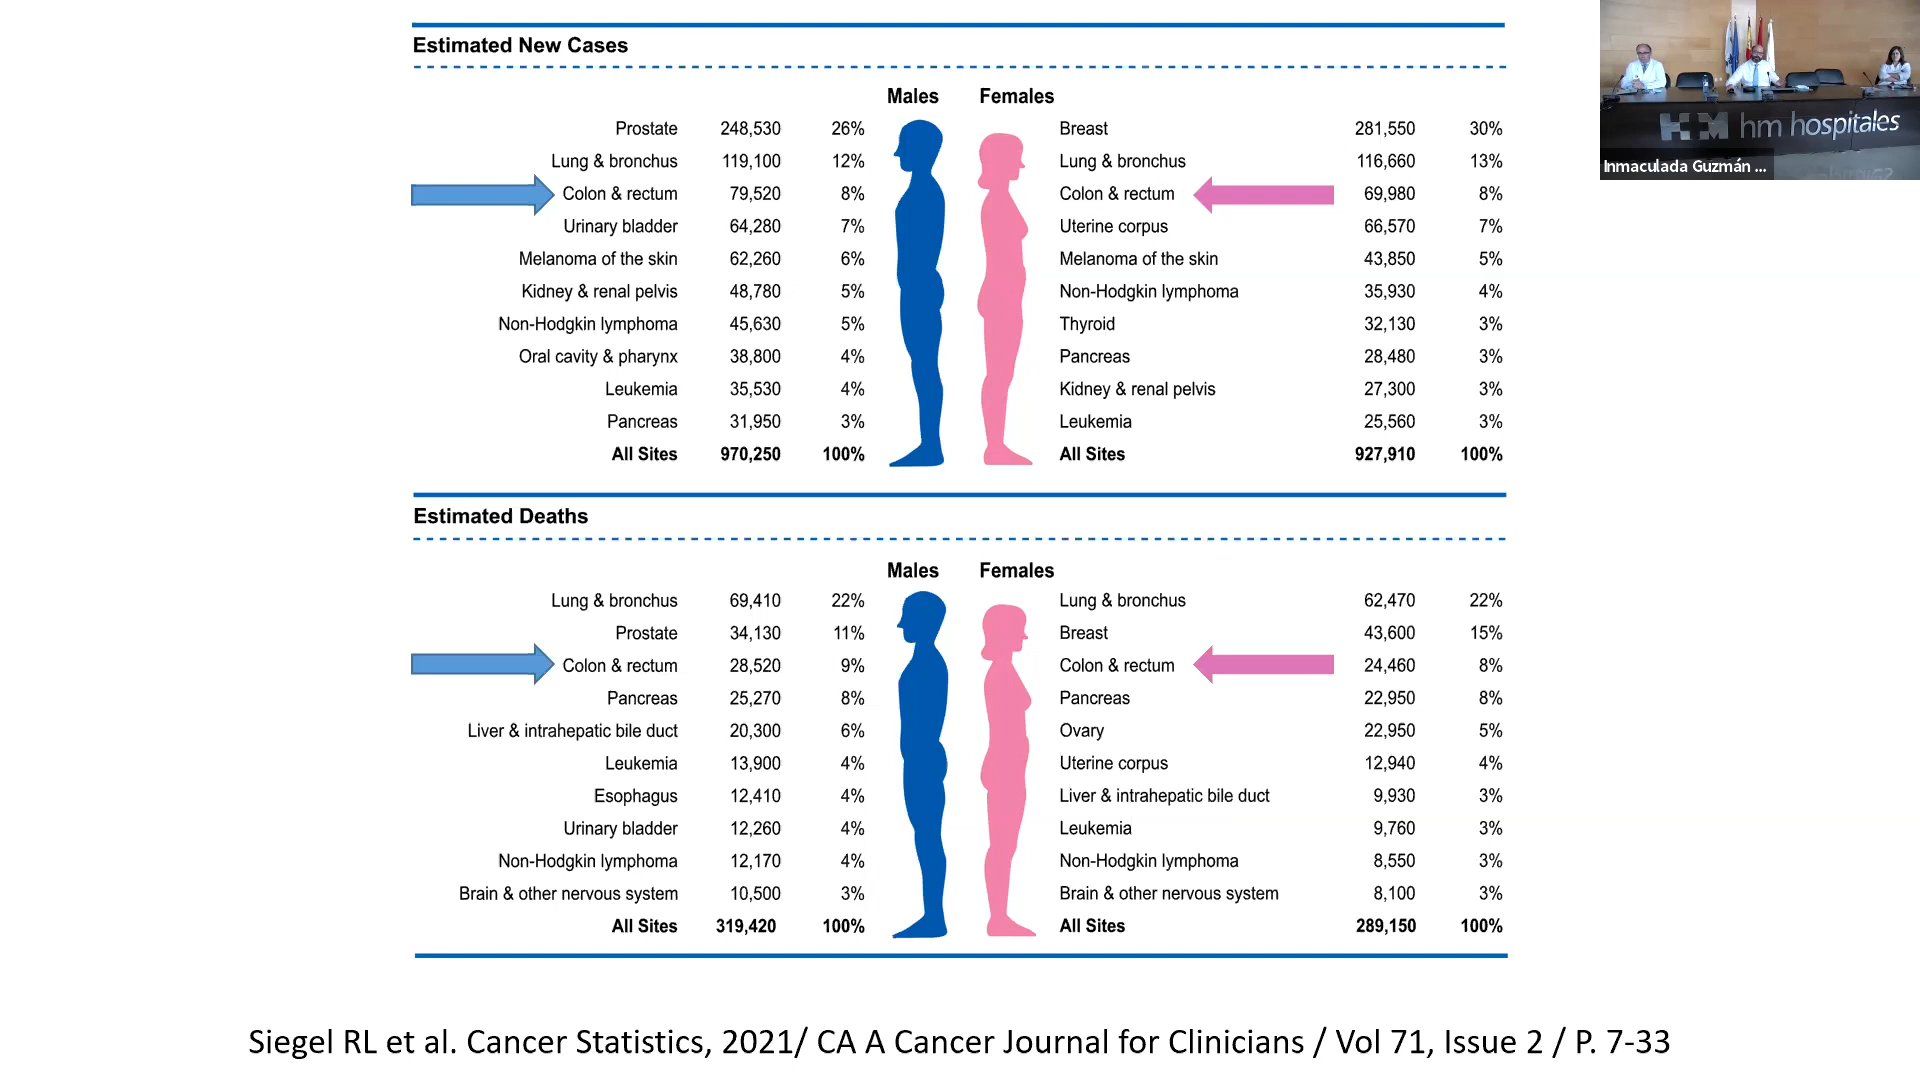 Estimated New Cases
Males Females
Prostate 248,530 26% Breast 281,550 30%
Lung & bronchus 119,100 12% Lung & bronchus 116,660 13%
Colon & rectum 79,520 8% Colon & rectum 69,980 8%
Urinary bladder 64,280 7% Uterine corpus 66,570 7%
Melanoma of the skin 62,260 6% Melanoma of the skin 43,850 5%
Kidney & renal pelvis 48,780 5% Non-Hodgkin lymphoma 35,930 4%
Non-Hodgkin lymphoma 45,630 5% Thyroid 32,130 3%
Oral cavity & pharynx 38,800 4% Pancreas 28,480 3%
Leukemia 35,530 4% Kidney & renal pelvis 27,300 3%
Pancreas 31,950 3% Leukemia 25,560 3%
All Sites 970,250 100% All Sites 927,910 100%
Estimated Deaths
Males Females
Lung & bronchus 69,410 22% Lung & bronchus 62,470 22%
Prostate 34,130 11% Breast 43,600 15%
Colon & rectum 28,520 9% Colon & rectum 24,460 8%
Pancreas 25,270 8% Pancreas 22,950 8%
Liver & intrahepatic bile duct 20,300 6% Ovary 22,950 5%
Leukemia 13,900 4% Uterine corpus 12,940 4%
Esophagus 12,410 4% Liver & intrahepatic bile duct 9,930 3%
Urinary bladder 12,260 4% Leukemia 9,760 3%
Non-Hodgkin lymphoma 12,170 4% Non-Hodgkin lymphoma 8,550 3%
Brain & other nervous system 10,500 3% Brain & other nervous system 8,100 3%
All Sites 319,420 100% All Sites 289,150 100%
Siegel RL et al. Cancer Statistics, 2021/ CA A Cancer Journal for Clinicians / Vol 71, Issue 2 / P. 7-33
HM hm hospitales
Inmaculada Guzmán ...